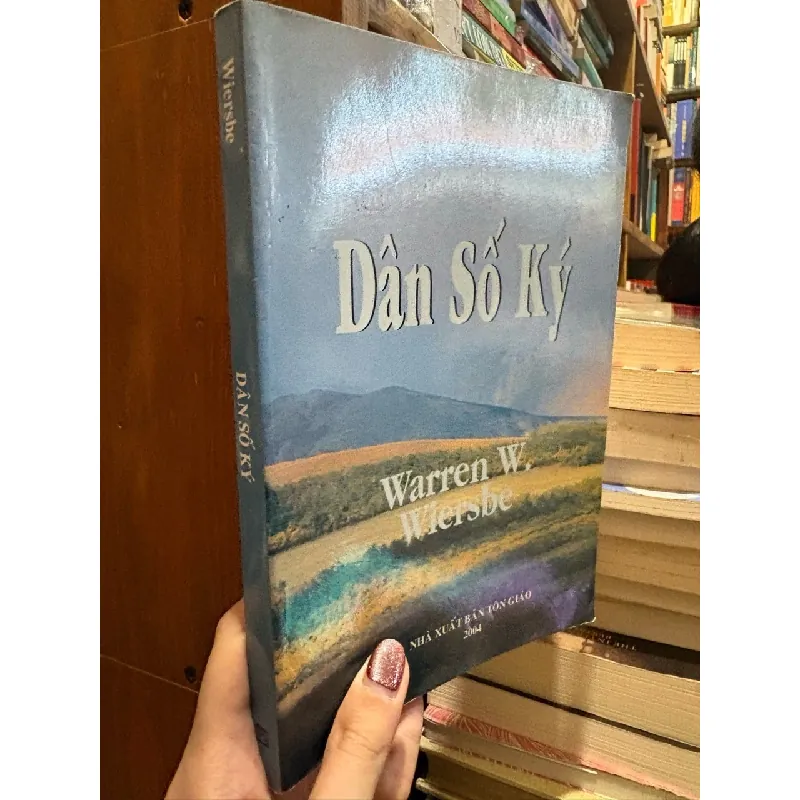 Wiersbe
DÂN SỐ KÝ
Dân Số Ký
Warren W.
Wiersbe
NHÀ XUẤT BẢN TÔN GIÁO
2004